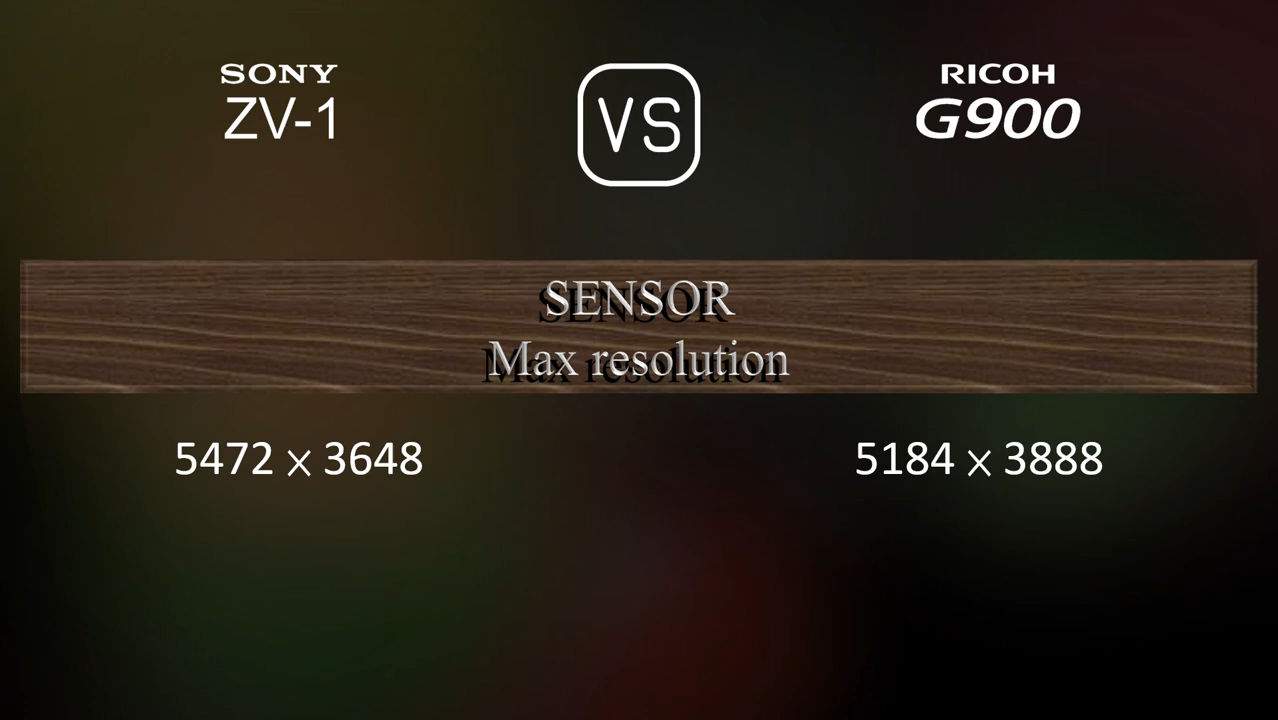 SONY
ZV-1
VS
RICOH
G900
SENSOR
Max resolution
5472 x 3648
5184 x 3888